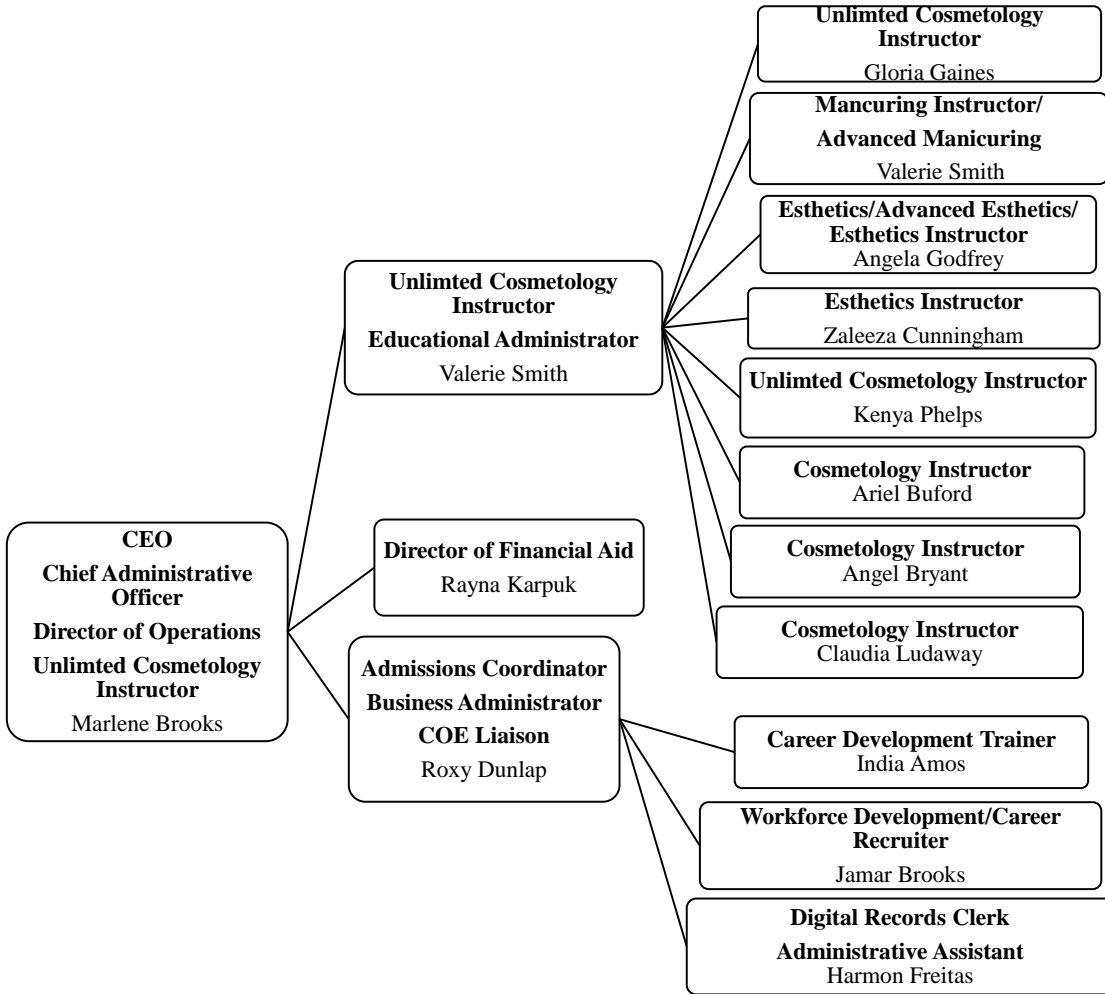 CEO
Chief Administrative
Officer
Director of Operations
Unlimted Cosmetology
Instructor
Marlene Brooks
Unlimted Cosmetology
Instructor
Educational Administrator
Valerie Smith
Unlimted Cosmetology
Instructor
Gloria Gaines
Mancuring Instructor/
Advanced Manicuring
Valerie Smith
Esthetics/Advanced Esthetics/
Esthetics Instructor
Angela Godfrey
Esthetics Instructor
Zaleeza Cunningham
Unlimted Cosmetology Instructor
Kenya Phelps
Cosmetology Instructor
Ariel Buford
Cosmetology Instructor
Angel Bryant
Cosmetology Instructor
Claudia Ludaway
Director of Financial Aid
Rayna Karpuk
Admissions Coordinator
Business Administrator
COE Liaison
Roxy Dunlap
Career Development Trainer
India Amos
Workforce Development/Career
Recruiter
Jamar Brooks
Digital Records Clerk
Administrative Assistant
Harmon Freitas